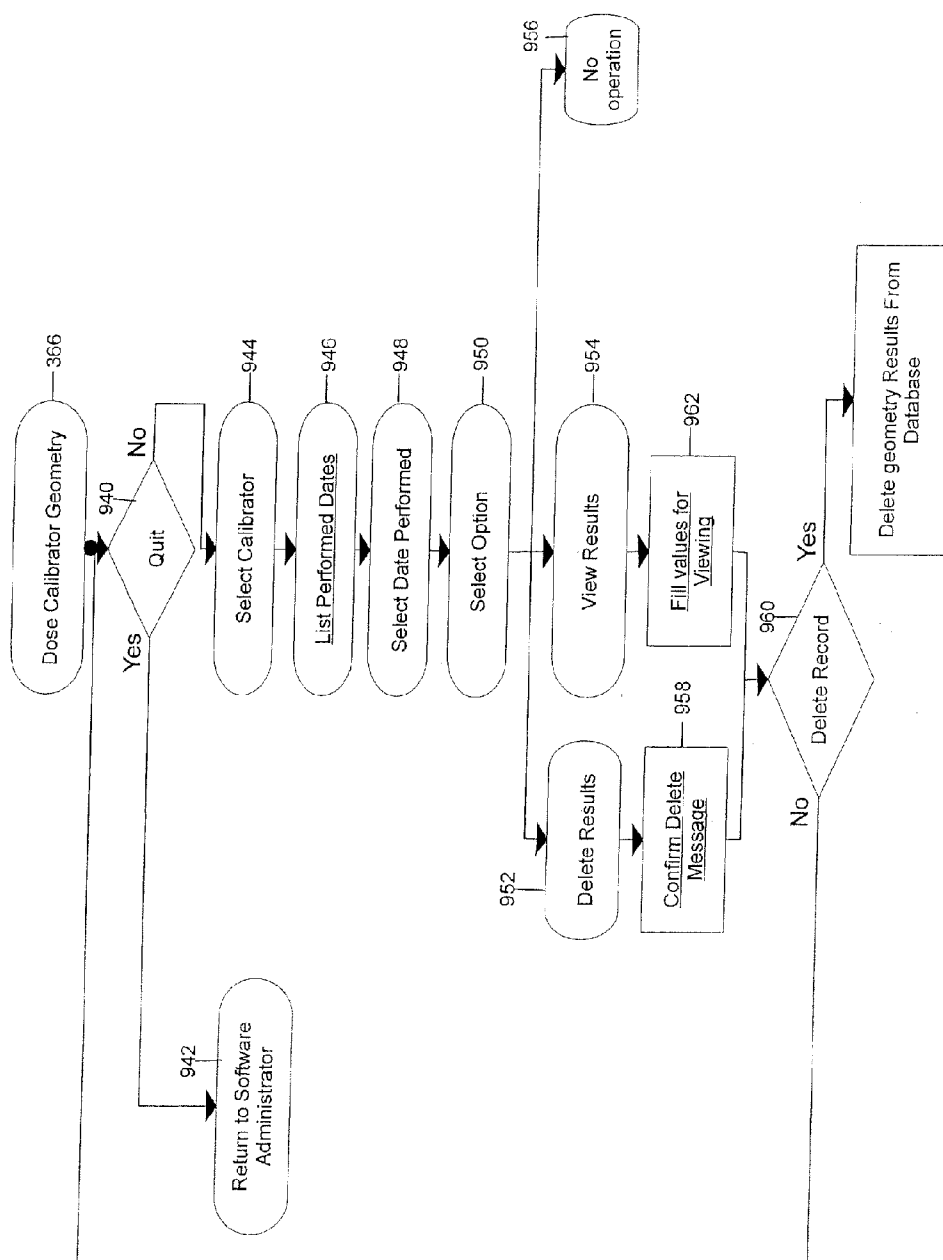 Dose Calibrator Geometry
366
940
Quit
Yes
No
942
Return to Software
Administrator
Select Calibrator
944
List Performed Dates
946
Select Date Performed
948
Select Option
950
952
Delete Results
View Results
954
956
No
operation
Confirm Delete
Message
958
Fill values for
Viewing
962
960
Delete Record
No
Yes
Delete geometry Results From
Database